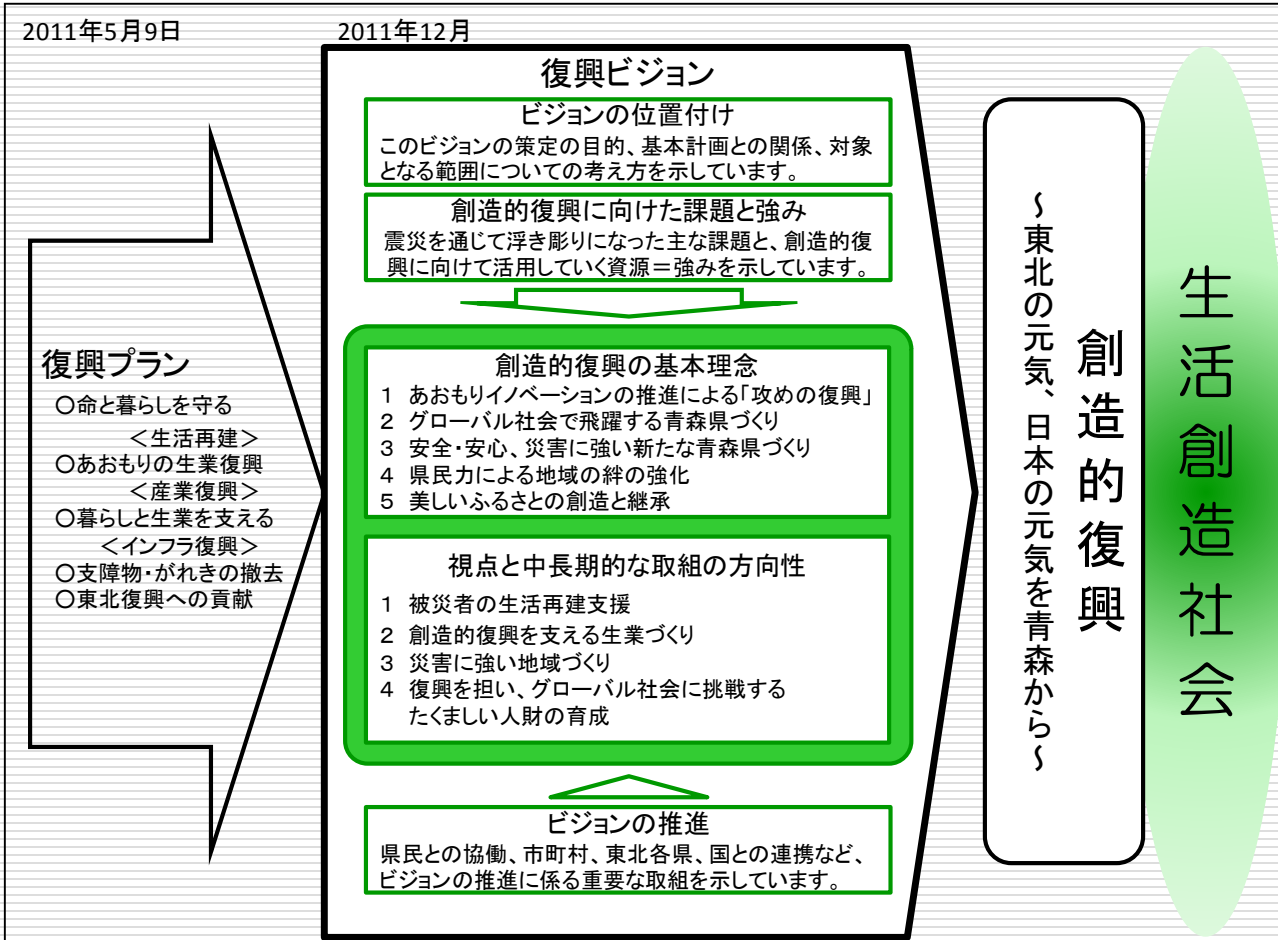 2011年5月9日
2011年12月
復興プラン
○命と暮らしを守る
＜生活再建＞
○あおもりの生業復興
＜産業復興＞
○暮らしと生業を支える
＜インフラ復興＞
○支障物・がれきの撤去
○東北復興への貢献
復興ビジョン
ビジョンの位置付け
このビジョンの策定の目的、基本計画との関係、対象
となる範囲についての考え方を示しています。
創造的復興に向けた課題と強み
震災を通じて浮き彫りになった主な課題と、創造的復
興に向けて活用していく資源＝強みを示しています。
創造的復興の基本理念
1 あおもりイノベーションの推進による「攻めの復興」
2 グローバル社会で飛躍する青森県づくり
3 安全・安心、災害に強い新たな青森県づくり
4 県民力による地域の絆の強化
5 美しいふるさとの創造と継承
視点と中長期的な取組の方向性
1 被災者の生活再建支援
2 創造的復興を支える生業づくり
3 災害に強い地域づくり
4 復興を担い、グローバル社会に挑戦する
たくましい人財の育成
ビジョンの推進
県民との協働、市町村、東北各県、国との連携など、
ビジョンの推進に係る重要な取組を示しています。
創造的復興
～東北の元気、日本の元気を青森から～
生活創造社会